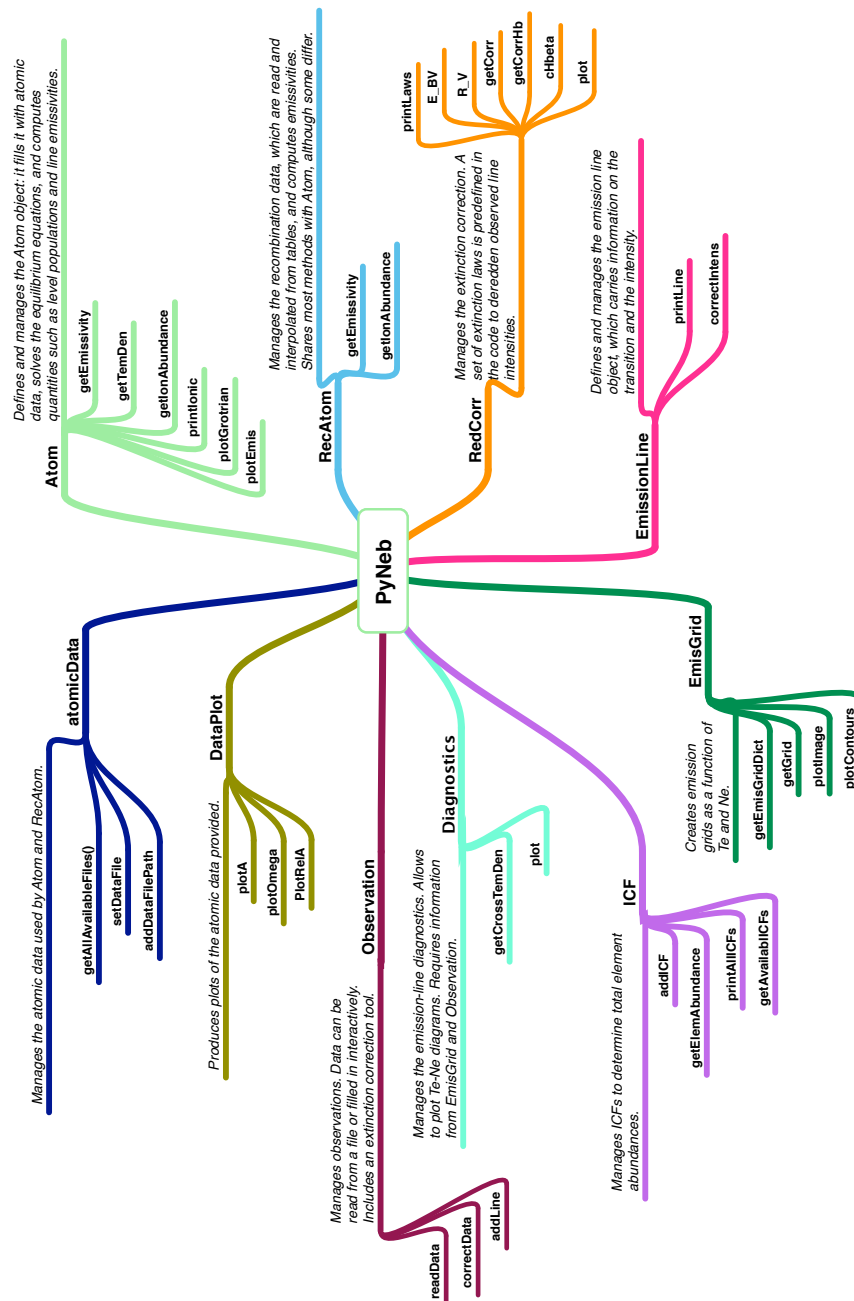 PyNeb
Atom
Defines and manages the Atom object: it fills it with atomic
data, solves the equilibrium equations, and computes
quantities such as level populations and line emissivities.
getEmissivity
getTemDen
getIonAbundance
printIonic
plotGrotrian
plotEmis
RecAtom
Manages the recombination data, which are read and
interpolated from tables, and computes emissivities.
Shares most methods with Atom, although some differ.
getEmissivity
getIonAbundance
RedCorr
Manages the extinction correction. A
set of extinction laws is predefined in
the code to deredden observed line
intensities.
printLaws
E_BV
R_V
getCorr
getCorrHb
cHbeta
plot
EmissionLine
Defines and manages the emission line
object, which carries information on the
transition and the intensity.
printLine
correctIntens
atomicData
Manages the atomic data used by Atom and RecAtom.
getAllAvailableFiles()
setDataFile
addDataFilePath
DataPlot
Produces plots of the atomic data provided.
plotA
plotOmega
PlotRelA
Observation
Manages observations. Data can be
read from a file or filled in interactively.
Includes an extinction correction tool.
readData
correctData
addLine
Diagnostics
Manages the emission-line diagnostics. Allows
to plot Te-Ne diagrams. Requires information
from EmisGrid and Observation.
getCrossTemDen
plot
ICF
Manages ICFs to determine total element
abundances.
addICF
getElemAbundance
printAllICFs
getAvailablICFs
EmisGrid
Creates emission
grids as a function of
Te and Ne.
getEmisGridDict
getGrid
plotImage
plotContours